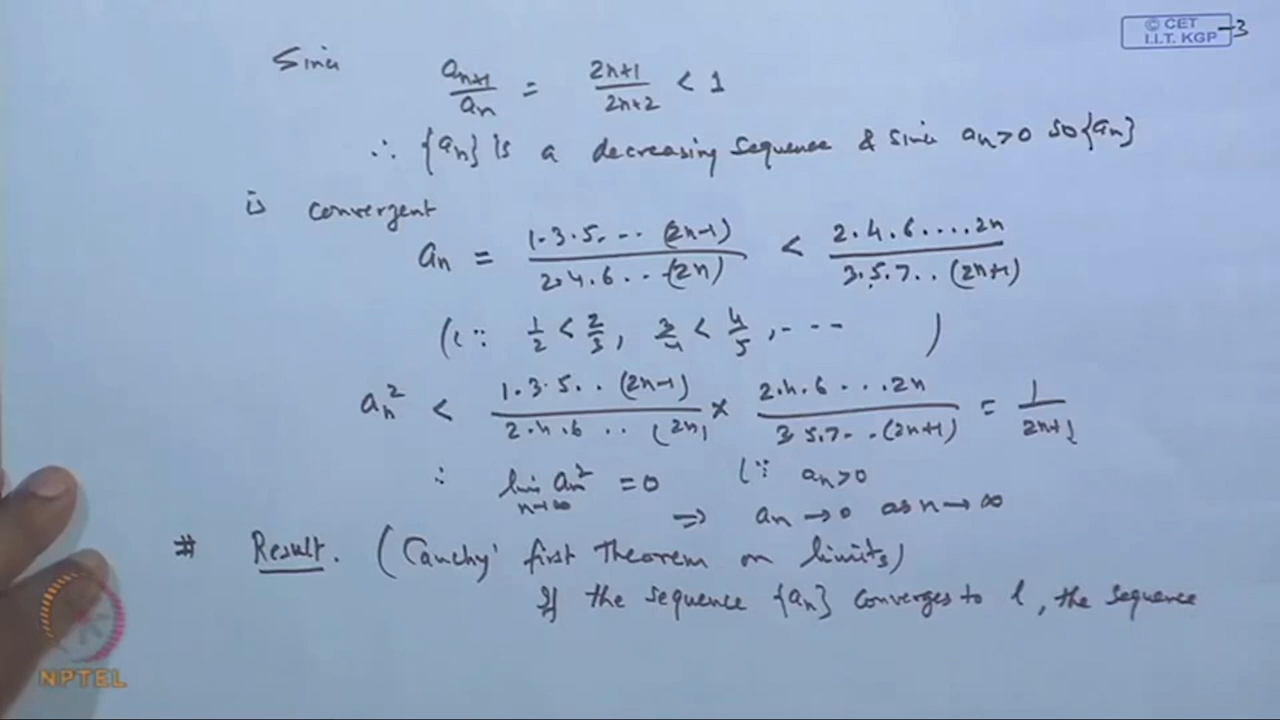 © CET
I.I.T. KGP -3
Since a_{n+1}/a_n = (2n+1)/(2n+2) < 1
∴ {a_n} is a decreasing sequence & since a_n > 0 so {a_n}
is convergent
a_n = 1·3·5·...(2n-1) / 2·4·6...(2n) < 2·4·6....2n / 3·5·7..(2n+1)
(∵ 1/2 < 2/3, 3/4 < 4/5, ---- )
a_n² < 1·3·5..(2n-1) / 2·4·6..(2n) × 2·4·6...2n / 3·5·7-..(2n+1) = 1/(2n+1)
∴ lim_{n→∞} a_n² = 0 (∵ a_n>0
⇒ a_n → 0 as n → ∞
# Result. (Cauchy' first Theorem on limits)
If the sequence {a_n} converges to l, the sequence
NPTEL